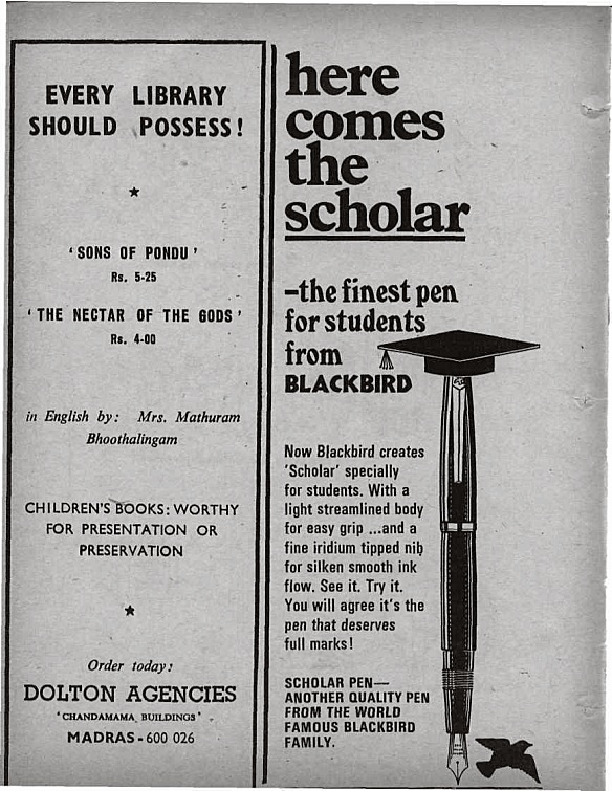 EVERY LIBRARY
SHOULD POSSESS!
'SONS OF PONDU'
Rs. 5-25
'THE NECTAR OF THE GODS'
Rs. 4-00
in English by: Mrs. Mathuram
Bhoothalingam
CHILDREN'S BOOKS: WORTHY
FOR PRESENTATION OR
PRESERVATION
Order today:
DOLTON AGENCIES
'CHANDAMAMA BUILDINGS'
MADRAS-600 026
here
comes
the
scholar
–the finest pen
for students
from
BLACKBIRD
Now Blackbird creates
'Scholar' specially
for students. With a
light streamlined body
for easy grip ...and a
fine iridium tipped nib
for silken smooth ink
flow. See it. Try it.
You will agree it's the
pen that deserves
full marks!
SCHOLAR PEN—
ANOTHER QUALITY PEN
FROM THE WORLD
FAMOUS BLACKBIRD
FAMILY.